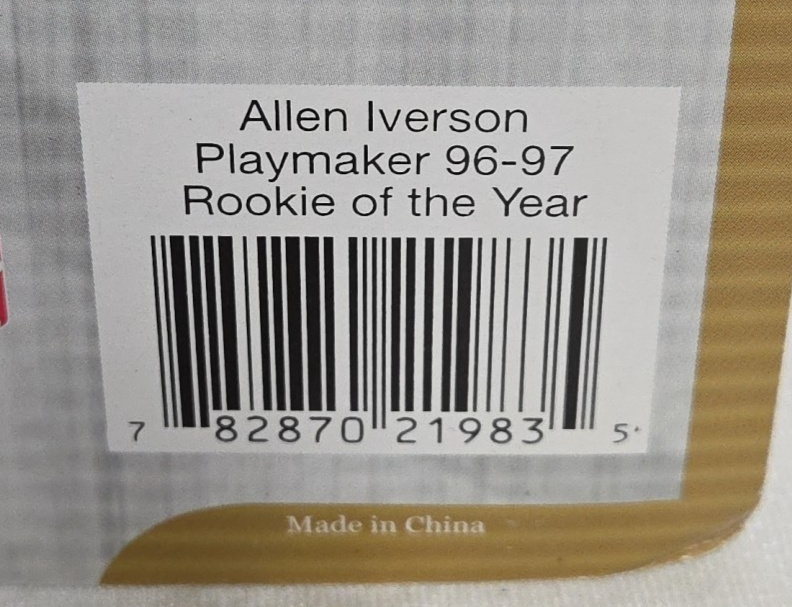 Allen Iverson
Playmaker 96-97
Rookie of the Year
7 82870 21983 5
Made in China